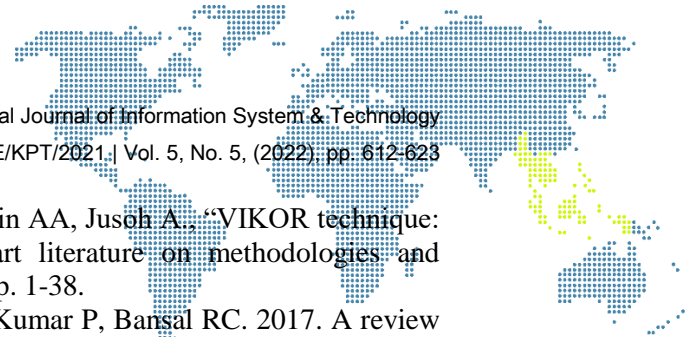 al Journal of Information System & Technology
E/KPT/2021 | Vol. 5, No. 5, (2022), pp. 612-623
in AA, Jusoh A., “VIKOR technique:
art literature on methodologies and
p. 1-38.
Kumar P, Bansal RC. 2017. A review